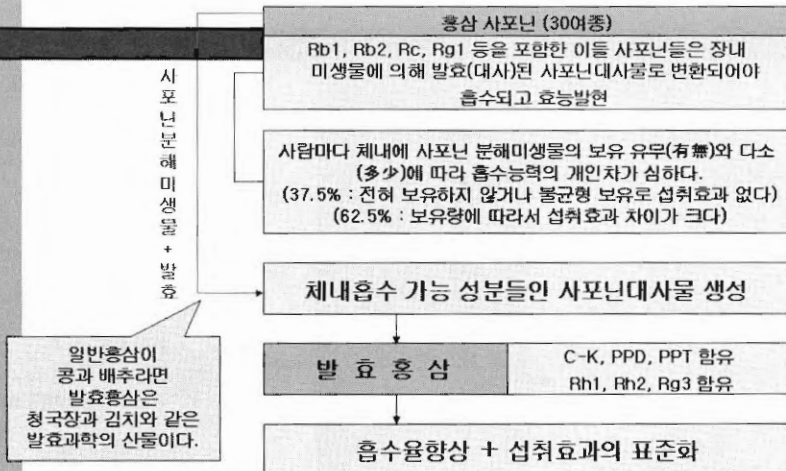 홍삼 사포닌 (30여종)
Rb1, Rb2, Rc, Rg1 등을 포함한 이들 사포닌들은 장내
미생물에 의해 발효(대사)된 사포닌대사물로 변환되어야
흡수되고 효능발현
사람마다 체내에 사포닌 분해미생물의 보유 유무(有無)와 다소
(多少)에 따라 흡수능력의 개인차가 심하다.
(37.5% : 전혀 보유하지 않거나 불균형 보유로 섭취효과 없다)
(62.5% : 보유량에 따라서 섭취효과 차이가 크다)
사포닌분해미생물 + 발효
체내흡수 가능 성분들인 사포닌대사물 생성
일반홍삼이
콩과 배추라면
발효홍삼은
청국장과 김치와 같은
발효과학의 산물이다.
발 효 홍 삼
C-K, PPD, PPT 함유
Rh1, Rh2, Rg3 함유
흡수율향상 + 섭취효과의 표준화